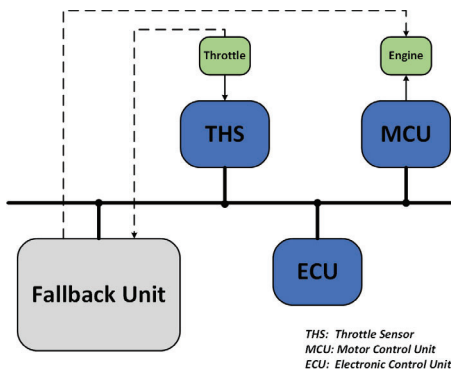 Throttle
Engine
THS
MCU
Fallback Unit
ECU
THS: Throttle Sensor
MCU: Motor Control Unit
ECU: Electronic Control Unit